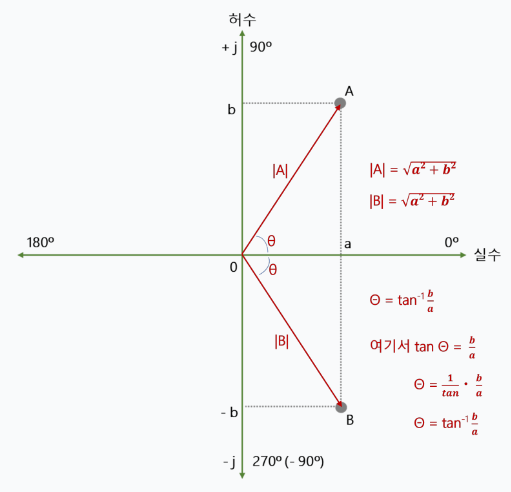 허수
+ j 90º
A
b
|A|
|A| = √a² + b²
|B| = √a² + b²
θ
180º
a
0º
실수
0
θ
Θ = tan⁻¹ b/a
|B|
여기서 tan Θ = b/a
Θ = 1/tan · b/a
- b
B
Θ = tan⁻¹ b/a
- j 270º (- 90º)